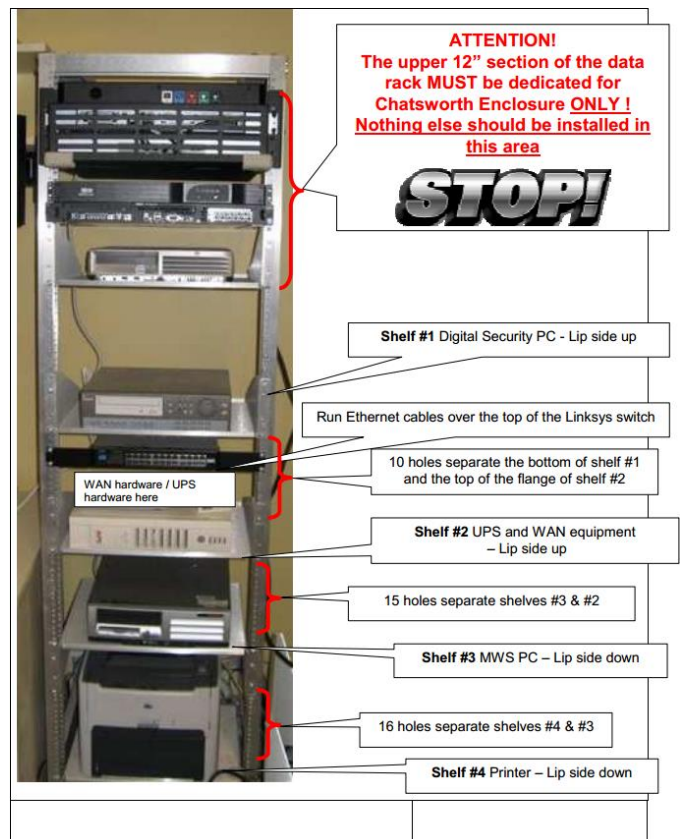 ATTENTION!
The upper 12” section of the data
rack MUST be dedicated for
Chatsworth Enclosure ONLY !
Nothing else should be installed in
this area
STOP!
Shelf #1 Digital Security PC - Lip side up
Run Ethernet cables over the top of the Linksys switch
10 holes separate the bottom of shelf #1
and the top of the flange of shelf #2
WAN hardware / UPS
hardware here
Shelf #2 UPS and WAN equipment
– Lip side up
15 holes separate shelves #3 & #2
Shelf #3 MWS PC – Lip side down
16 holes separate shelves #4 & #3
Shelf #4 Printer – Lip side down